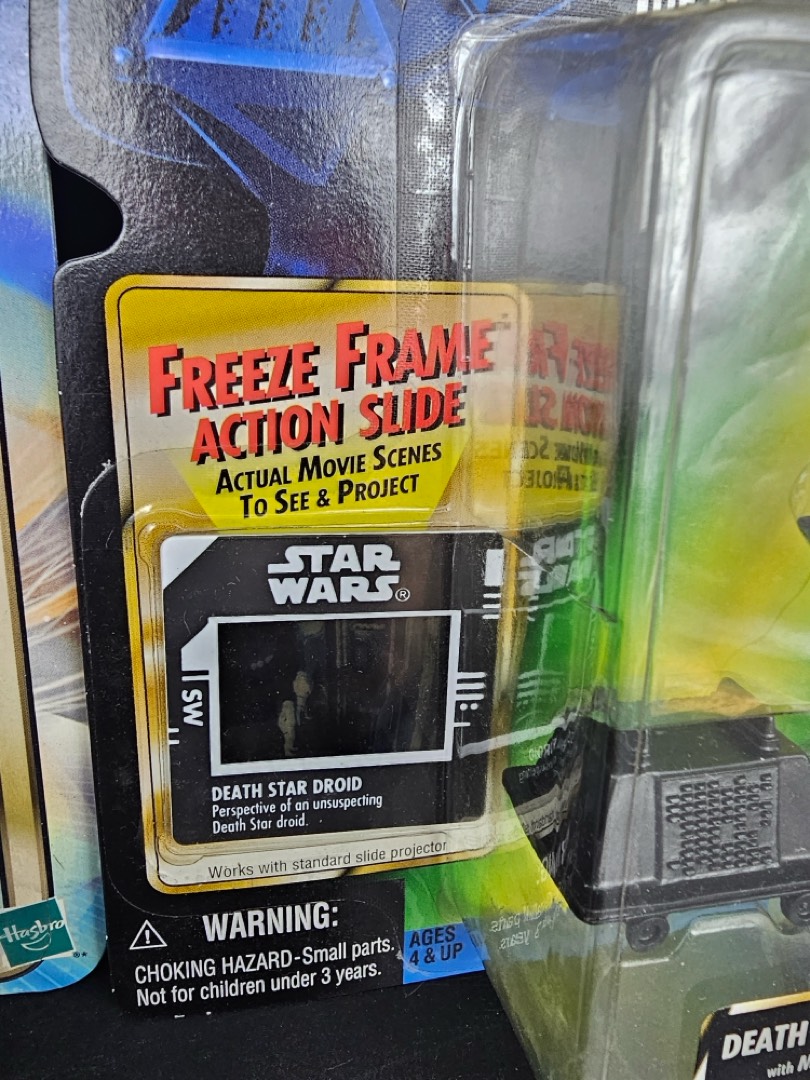 FREEZE FRAME™
ACTION SLIDE
ACTUAL MOVIE SCENES
TO SEE & PROJECT
STAR
WARS®
SW
DEATH STAR DROID
Perspective of an unsuspecting
Death Star droid.
Works with standard slide projector
WARNING:
CHOKING HAZARD-Small parts.
Not for children under 3 years.
AGES
4 & UP
Hasbro
®*
DEATH
with